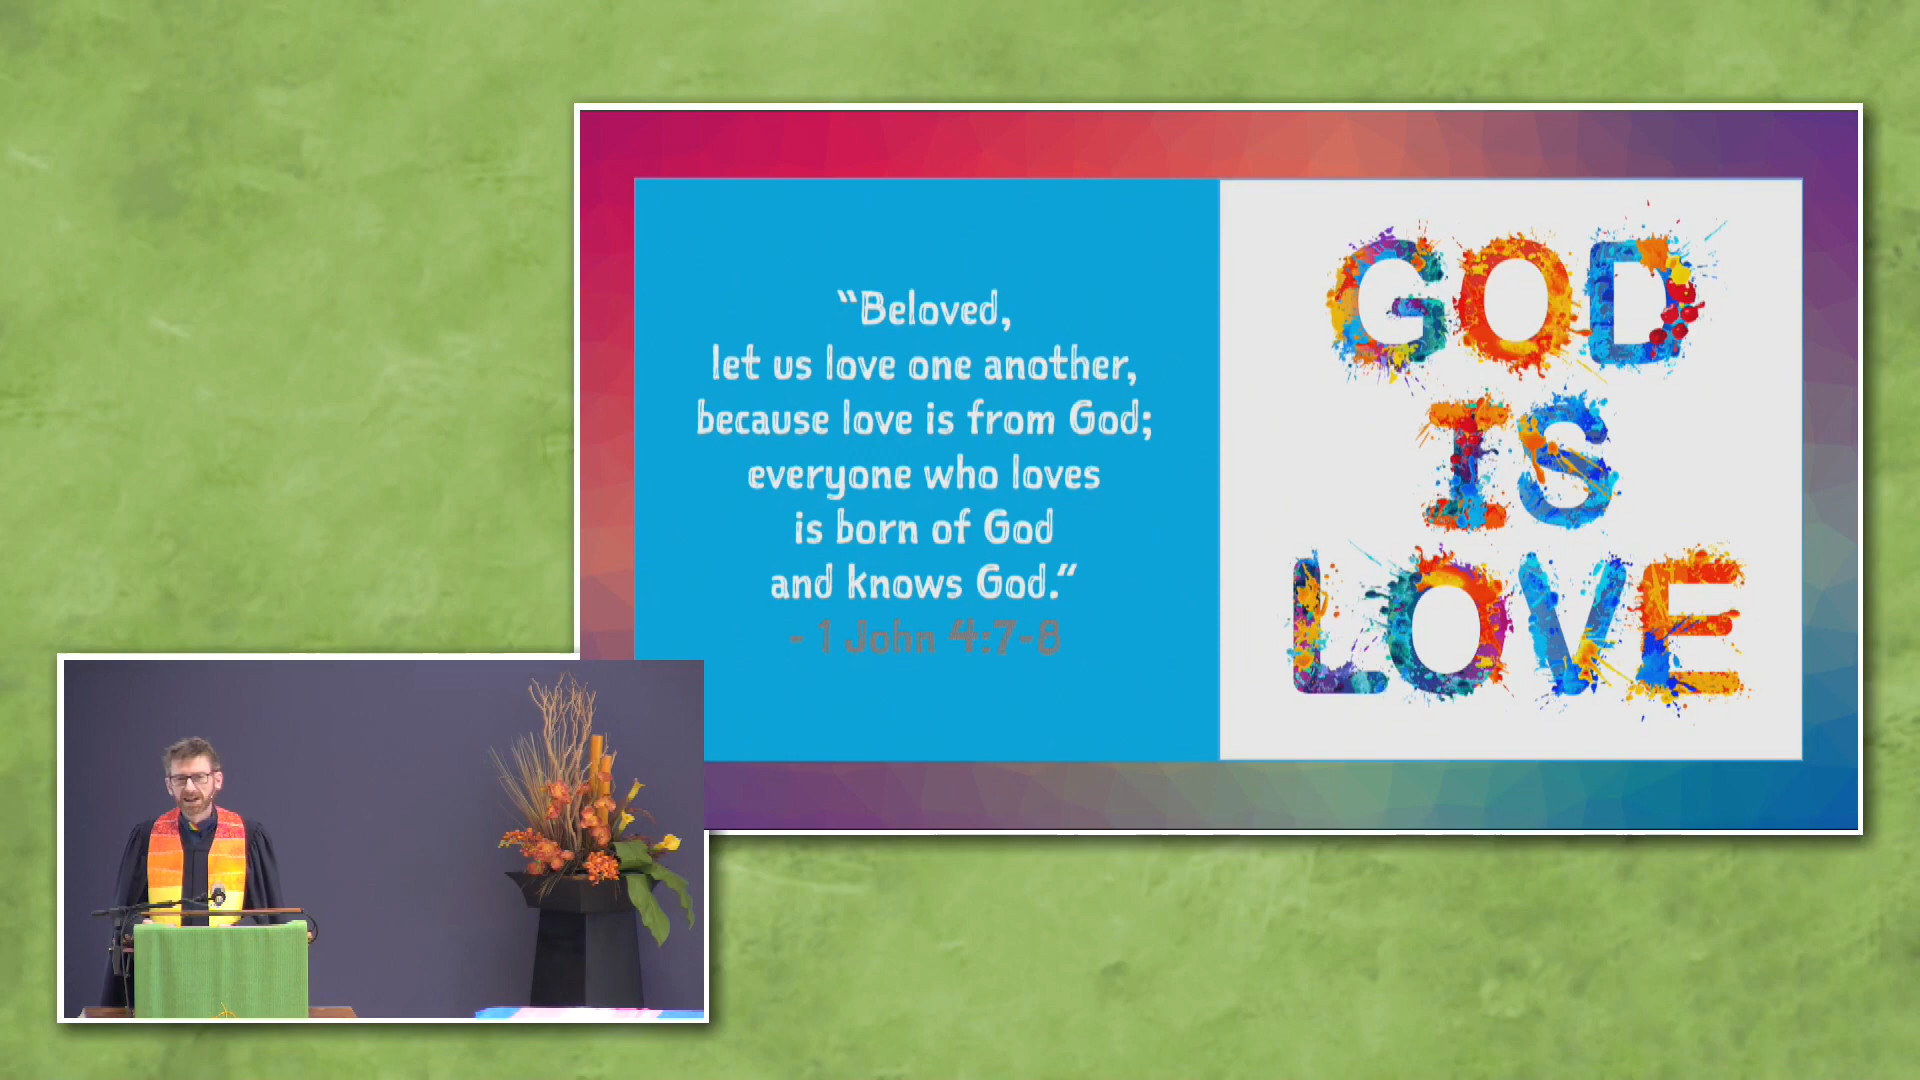 “Beloved,
let us love one another,
because love is from God;
everyone who loves
is born of God
and knows God.”
- 1 John 4:7-8
GOD
IS
LOVE